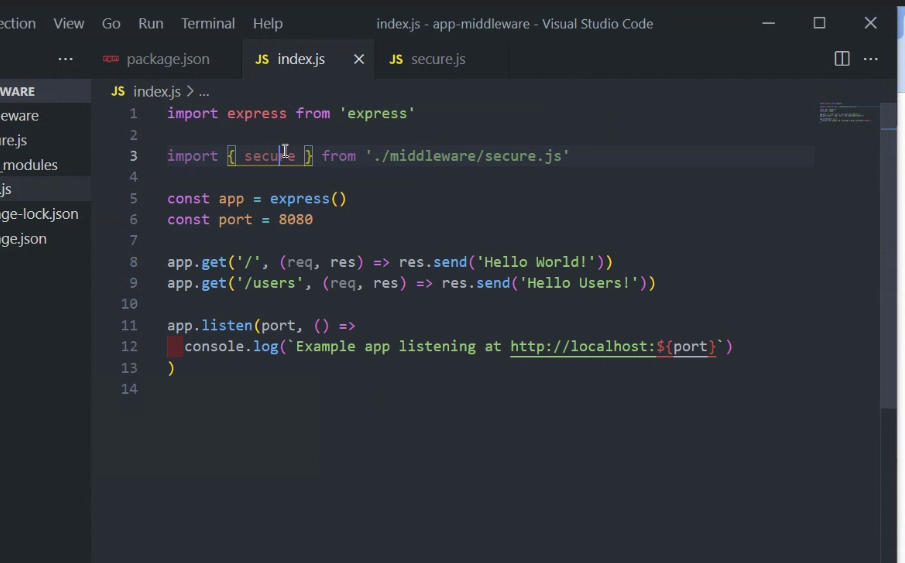 ection View Go Run Terminal Help index.js - app-middleware - Visual Studio Code
... package.json JS index.js JS secure.js ...
WARE
eware
re.js
_modules
.js
ge-lock.json
ge.json
JS index.js > ...
1 import express from 'express'
2
3 import { secure } from './middleware/secure.js'
4
5 const app = express()
6 const port = 8080
7
8 app.get('/', (req, res) => res.send('Hello World!'))
9 app.get('/users', (req, res) => res.send('Hello Users!'))
10
11 app.listen(port, () =>
12 console.log(`Example app listening at http://localhost:${port}`)
13 )
14